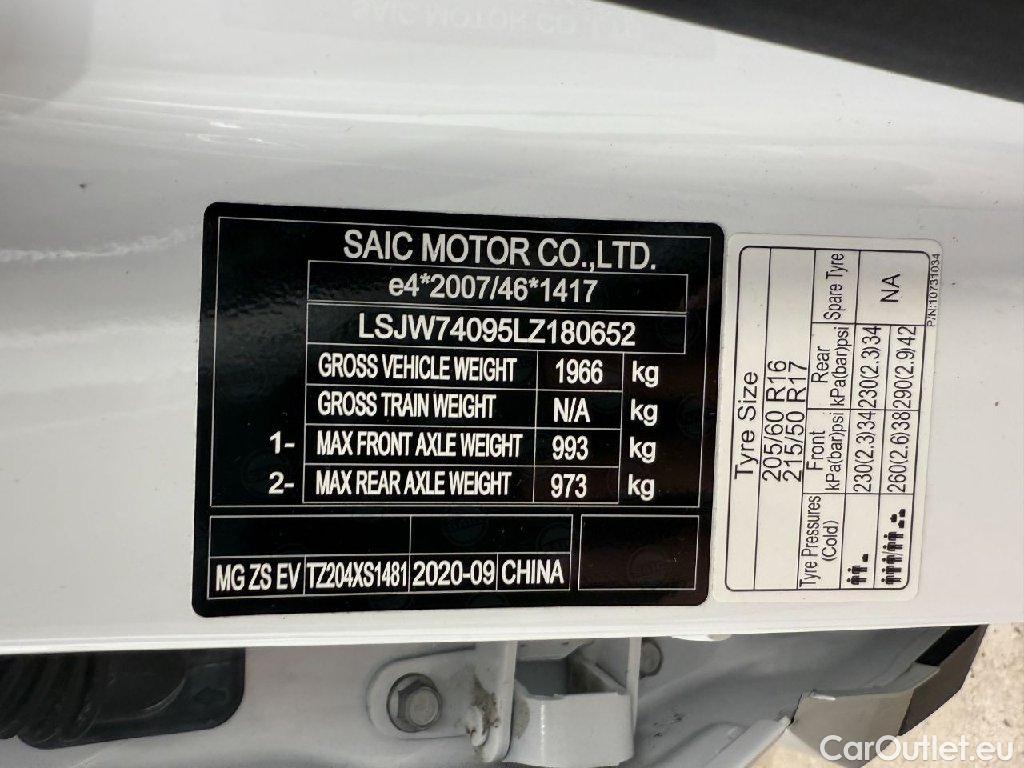 SAIC MOTOR CO.,LTD.
e4*2007/46*1417
LSJW74095LZ180652
GROSS VEHICLE WEIGHT 1966 kg
GROSS TRAIN WEIGHT N/A kg
1- MAX FRONT AXLE WEIGHT 993 kg
2- MAX REAR AXLE WEIGHT 973 kg
MG ZS EV TZ204XS1481 2020-09 CHINA
Tyre Size
205/60 R16
215/50 R17
Tyre Pressures (Cold) Front kPa(bar)psi Rear kPa(bar)psi Spare Tyre
230(2.3)34 230(2.3)34 NA
260(2.6)38 290(2.9)42
P/N:10731034
CarOutlet.eu